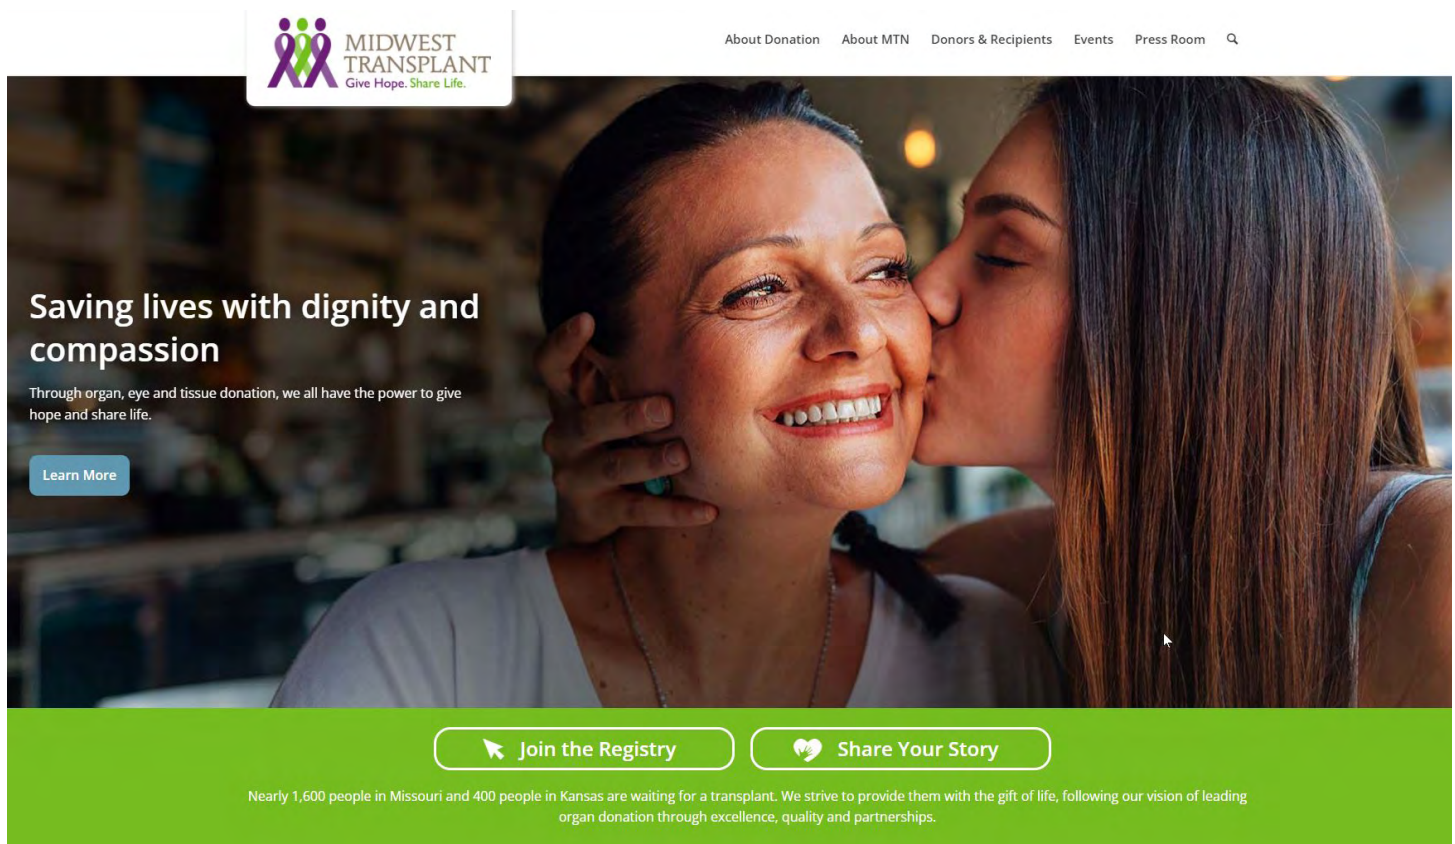 MIDWEST
TRANSPLANT
Give Hope. Share Life.
About Donation About MTN Donors & Recipients Events Press Room
Saving lives with dignity and
compassion
Through organ, eye and tissue donation, we all have the power to give
hope and share life.
Learn More
Join the Registry Share Your Story
Nearly 1,600 people in Missouri and 400 people in Kansas are waiting for a transplant. We strive to provide them with the gift of life, following our vision of leading
organ donation through excellence, quality and partnerships.